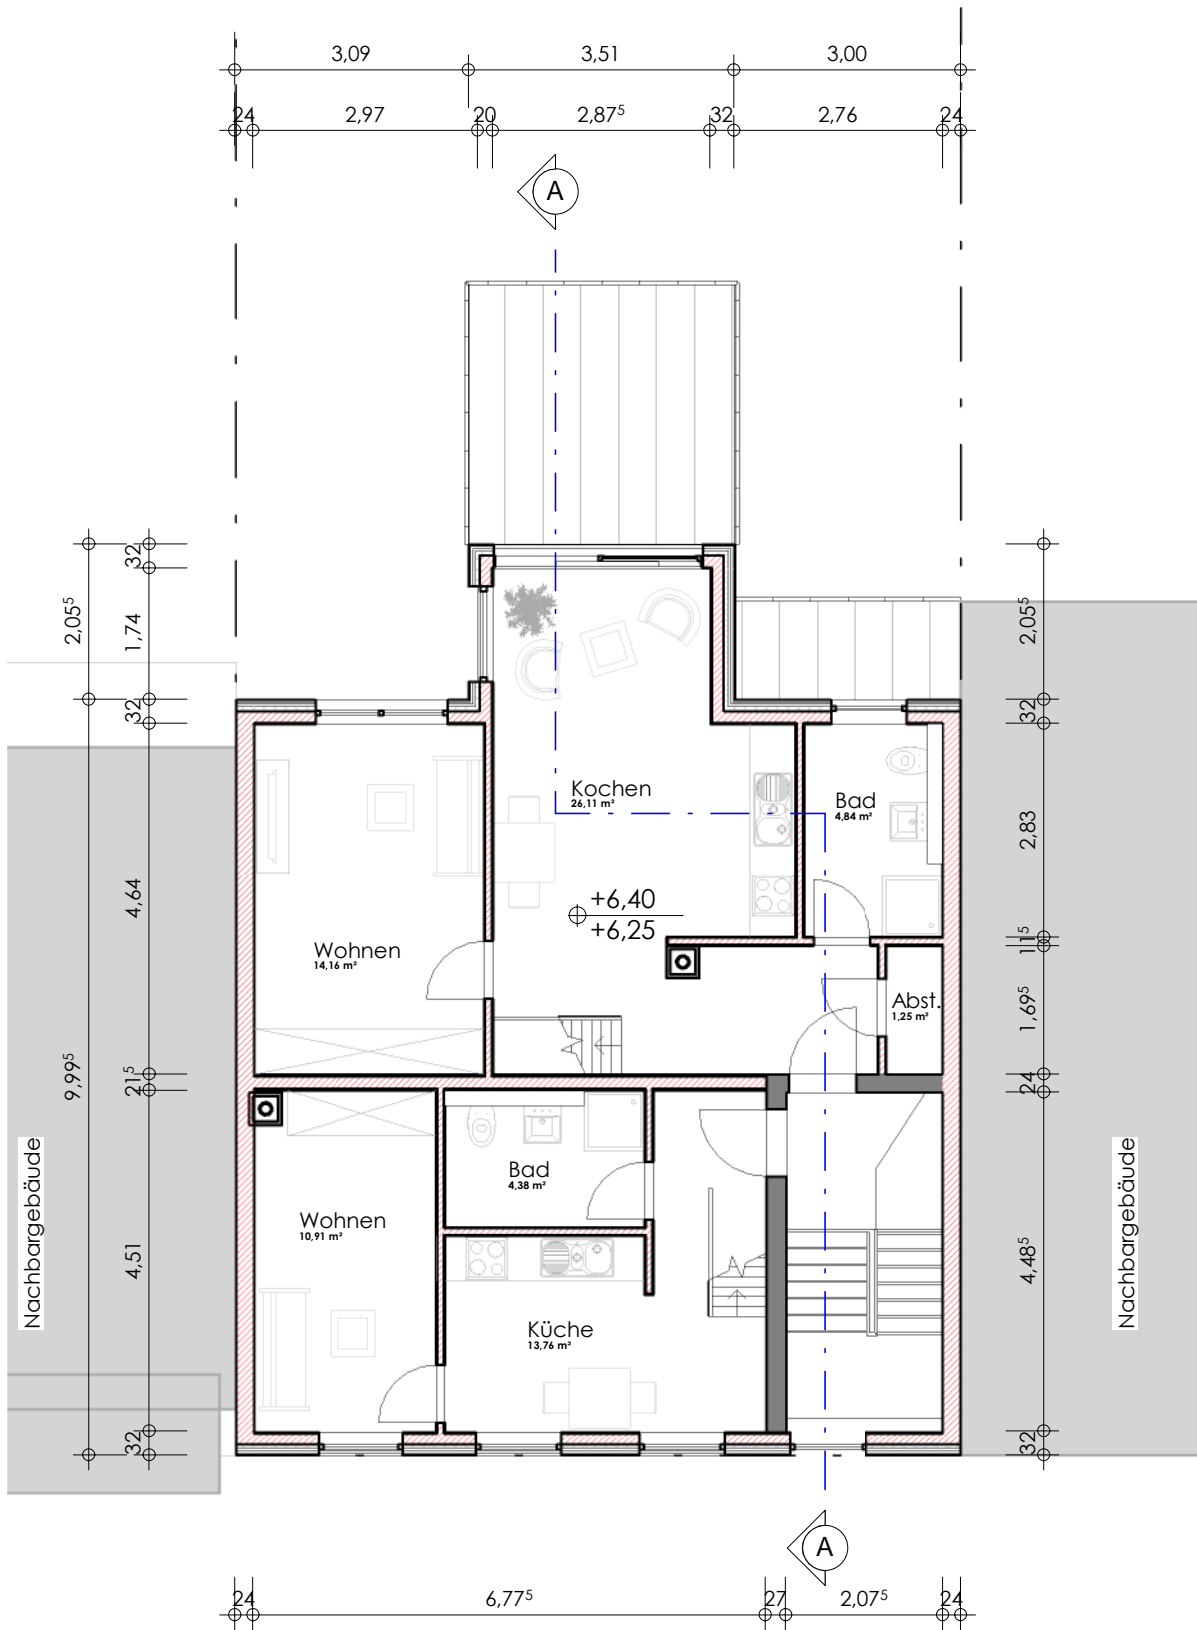 3,09 3,51 3,00
24 2,97 20 2,87⁵ 32 2,76 24
A
32
2,05⁵
1,74
2,05⁵
32
32
Kochen
26,11 m²
Bad
4,84 m²
2,83
4,64
+6,40
+6,25
Wohnen
14,16 m²
11⁵
Abst.
1,25 m²
1,69⁵
9,99⁵
21⁵
24
Nachbargebäude
Bad
4,38 m²
Nachbargebäude
Wohnen
10,91 m²
4,51
4,48⁵
Küche
13,76 m²
32
32
A
24 6,77⁵ 27 2,07⁵ 24